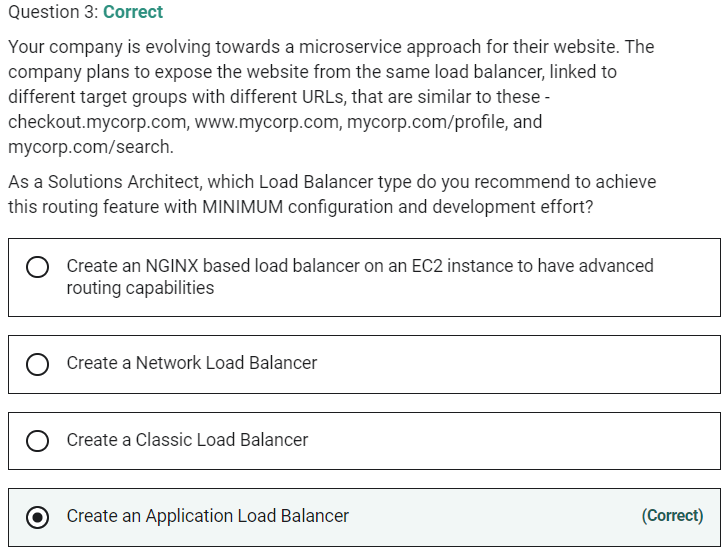 Question 3: Correct
Your company is evolving towards a microservice approach for their website. The
company plans to expose the website from the same load balancer, linked to
different target groups with different URLs, that are similar to these -
checkout.mycorp.com, www.mycorp.com, mycorp.com/profile, and
mycorp.com/search.
As a Solutions Architect, which Load Balancer type do you recommend to achieve
this routing feature with MINIMUM configuration and development effort?
Create an NGINX based load balancer on an EC2 instance to have advanced
routing capabilities
Create a Network Load Balancer
Create a Classic Load Balancer
Create an Application Load Balancer (Correct)